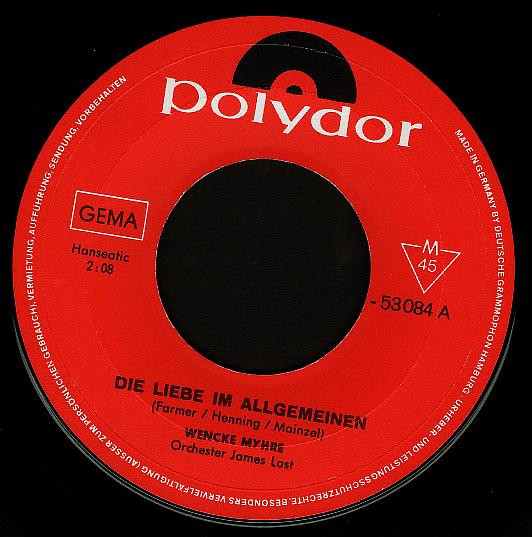 polydor
GEMA
Hanseatic
2:08
M
45
- 53 084 A
DIE LIEBE IM ALLGEMEINEN
(Farmer / Henning / Mainzel)
WENCKE MYHRE
Orchester James Last
MADE IN GERMANY BY DEUTSCHE GRAMMOPHON HAMBURG URHEBER- UND LEISTUNGSSCHUTZRECHTE, BESONDERS VERVIELFÄLTIGUNG (AUSSER ZUM PERSÖNLICHEN GEBRAUCH), VERMIETUNG, AUFFÜHRUNG, SENDUNG, VORBEHALTEN